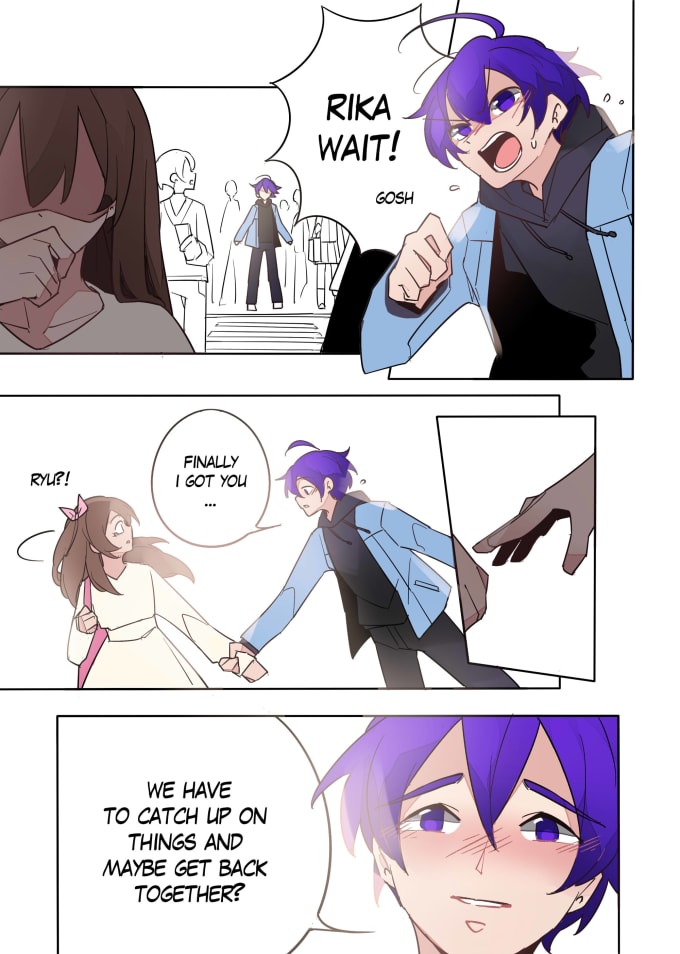 RIKA
WAIT!
GOSH
FINALLY
I GOT YOU
...
RYU?!
WE HAVE
TO CATCH UP ON
THINGS AND
MAYBE GET BACK
TOGETHER?